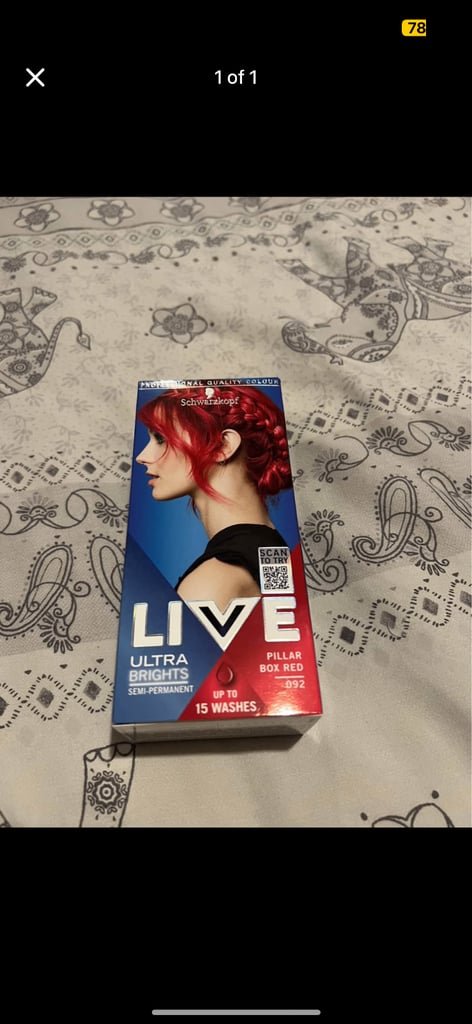 78
1 of 1
PROFESSIONAL QUALITY COLOUR
Schwarzkopf
SCAN
TO TRY
LIVE
ULTRA
BRIGHTS
SEMI-PERMANENT
PILLAR
BOX RED
092
UP TO
15 WASHES